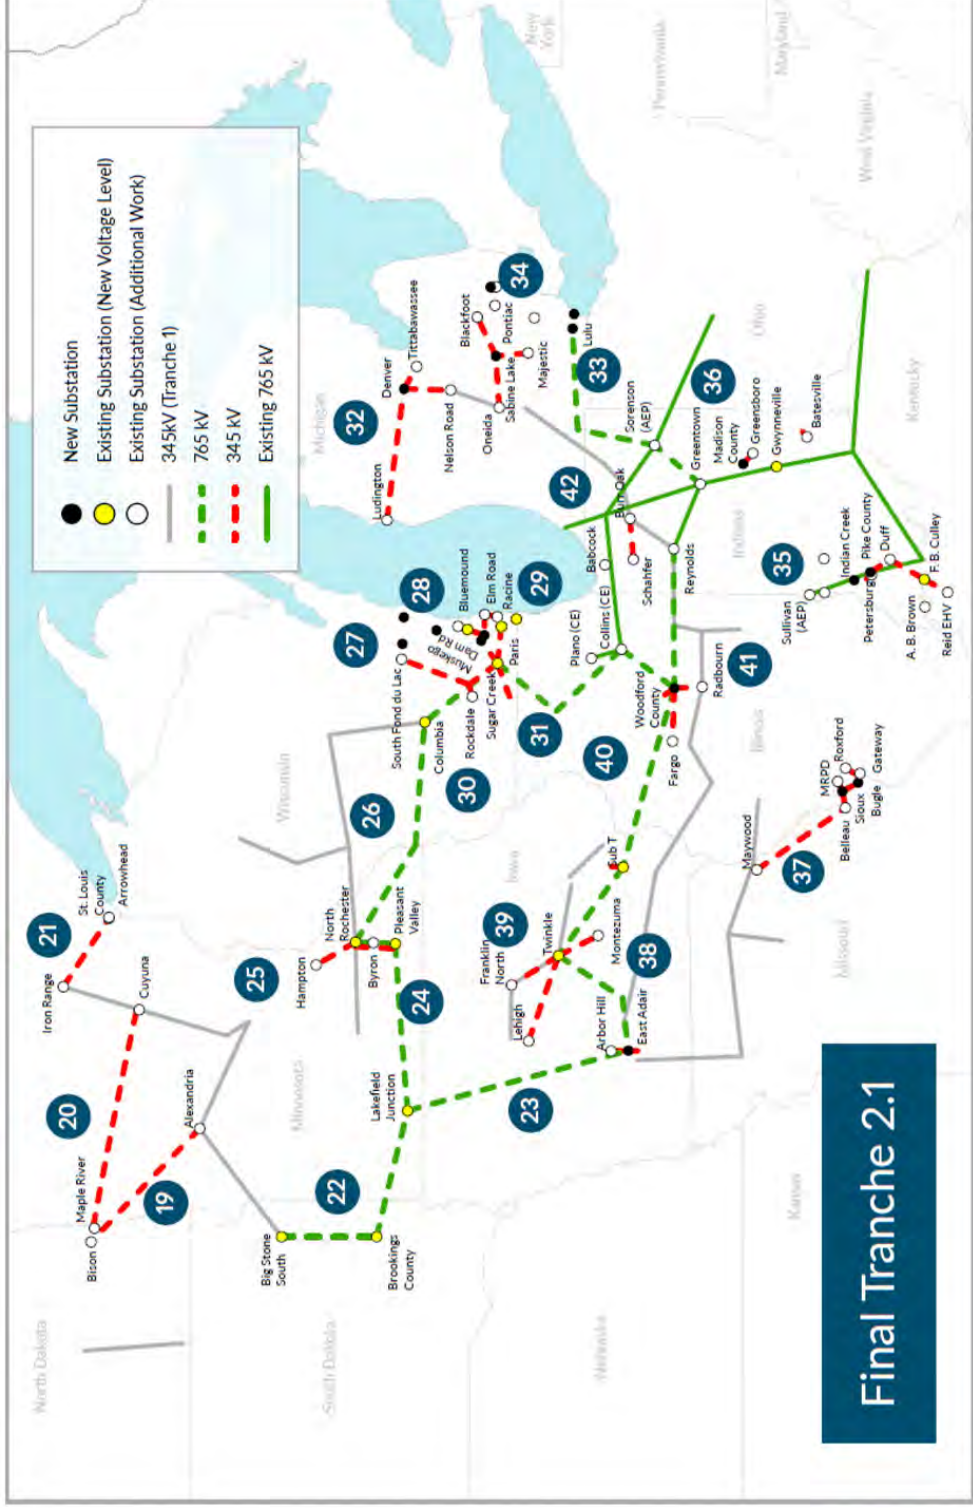 New Substation
Existing Substation (New Voltage Level)
Existing Substation (Additional Work)
345kV (Tranche 1)
765 kV
345 kV
Existing 765 kV
North Dakota
South Dakota
Minnesota
Wisconsin
Michigan
Iowa
Illinois
Indiana
Ohio
Missouri
Kansas
Kentucky
West Virginia
Pennsylvania
Maryland
New
York
Bison
Maple River
19
20
Alexandria
Iron Range
21
St. Louis
County
Arrowhead
Cuyuna
Big Stone
South
22
Brookings
County
Lakefield
Junction
23
24
25
Hampton
North
Rochester
Byron
Pleasant
Valley
26
South Fond du Lac
Columbia
27
28
Rockdale
Sugar Creek
Muskego
Dam Rd
Bluemound
Elm Road
Racine
Paris
29
30
31
Ludington
32
Denver
Tittabawassee
Nelson Road
Oneida
Sabine Lake
Blackfoot
Pontiac
34
Majestic
Lulu
33
Sorenson
(AEP)
36
Greentown
Madison
County
Greensboro
Gwynneville
Batesville
42
Burr Oak
Babcock
Schahfer
Reynolds
Plano (CE)
Collins (CE)
Woodford
County
Fargo
Radbourn
41
40
Sub T
Franklin
North
39
Twinkle
Lehigh
Montezuma
38
Arbor Hill
East Adair
Maywood
37
MRPD
Roxford
Belleau
Sioux
Bugle
Gateway
35
Sullivan
(AEP)
Indian Creek
Petersburg
Pike County
Duff
A. B. Brown
F. B. Culley
Reid EHV
Final Tranche 2.1